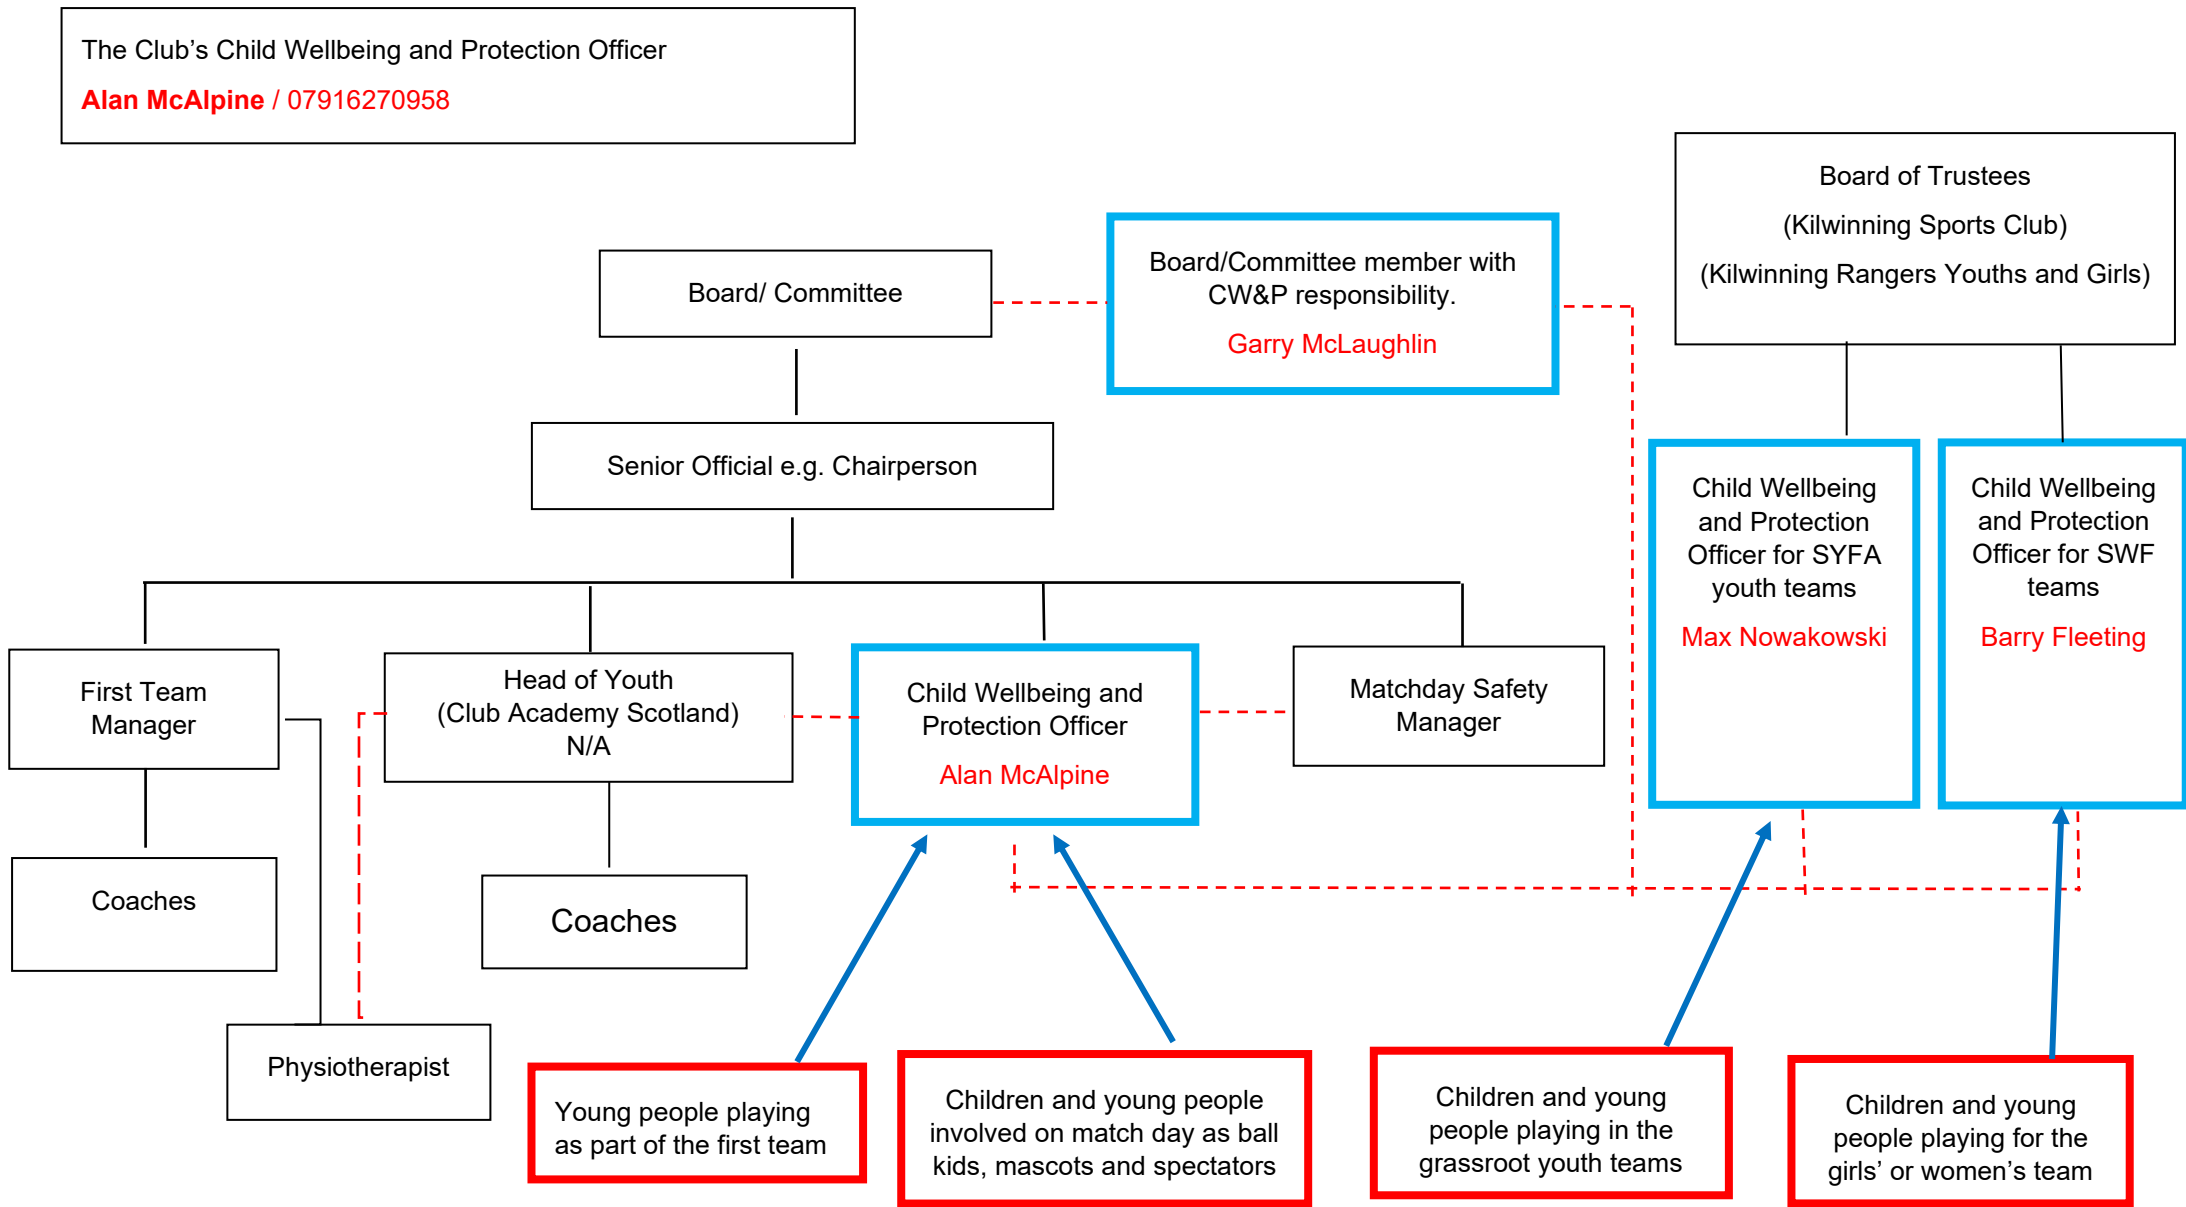 The Club’s Child Wellbeing and Protection Officer
Alan McAlpine / 07916270958
Board of Trustees
(Kilwinning Sports Club)
(Kilwinning Rangers Youths and Girls)
Board/Committee member with
CW&P responsibility.
Garry McLaughlin
Board/ Committee
Senior Official e.g. Chairperson
Child Wellbeing
and Protection
Officer for SYFA
youth teams
Max Nowakowski
Child Wellbeing
and Protection
Officer for SWF
teams
Barry Fleeting
First Team
Manager
Head of Youth
(Club Academy Scotland)
N/A
Child Wellbeing and
Protection Officer
Alan McAlpine
Matchday Safety
Manager
Coaches
Coaches
Physiotherapist
Young people playing
as part of the first team
Children and young people
involved on match day as ball
kids, mascots and spectators
Children and young
people playing in the
grassroot youth teams
Children and young
people playing for the
girls’ or women’s team